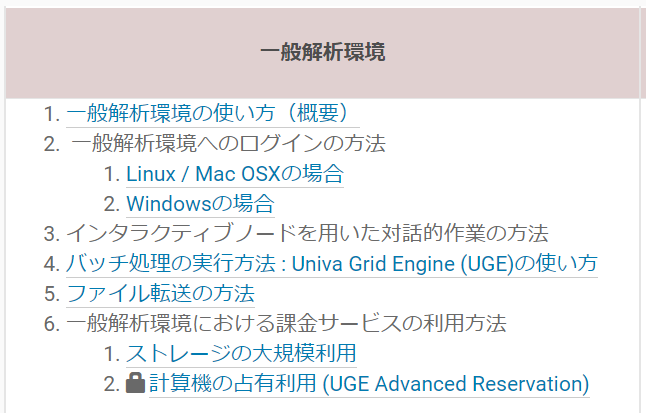 一般解析環境
1. 一般解析環境の使い方（概要）
2. 一般解析環境へのログインの方法
1. Linux / Mac OSXの場合
2. Windowsの場合
3. インタラクティブノードを用いた対話的作業の方法
4. バッチ処理の実行方法 : Univa Grid Engine (UGE)の使い方
5. ファイル転送の方法
6. 一般解析環境における課金サービスの利用方法
1. ストレージの大規模利用
2. 計算機の占有利用 (UGE Advanced Reservation)